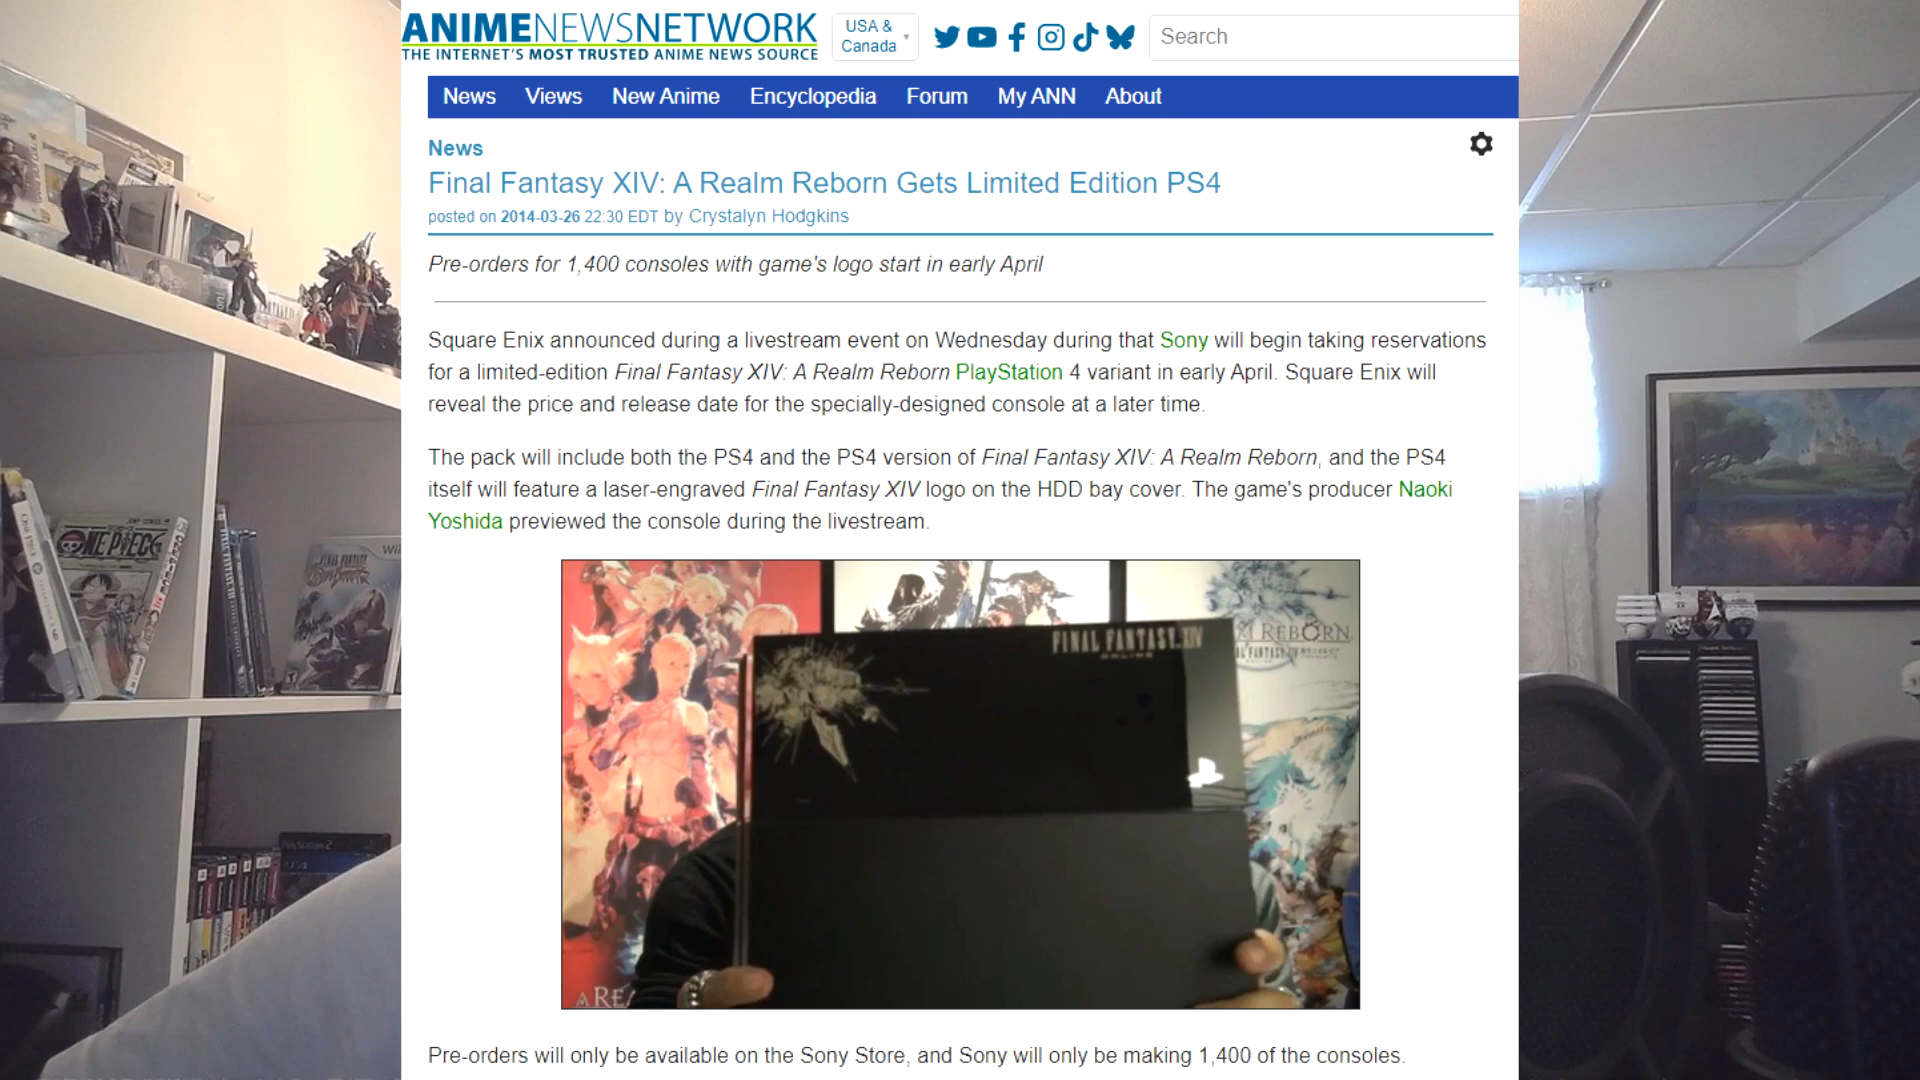 ANIMENEWSNETWORK
THE INTERNET'S MOST TRUSTED ANIME NEWS SOURCE
USA &
Canada
Search
News Views New Anime Encyclopedia Forum My ANN About
News
Final Fantasy XIV: A Realm Reborn Gets Limited Edition PS4
posted on 2014-03-26 22:30 EDT by Crystalyn Hodgkins
Pre-orders for 1,400 consoles with game's logo start in early April
Square Enix announced during a livestream event on Wednesday during that Sony will begin taking reservations
for a limited-edition Final Fantasy XIV: A Realm Reborn PlayStation 4 variant in early April. Square Enix will
reveal the price and release date for the specially-designed console at a later time.
The pack will include both the PS4 and the PS4 version of Final Fantasy XIV: A Realm Reborn, and the PS4
itself will feature a laser-engraved Final Fantasy XIV logo on the HDD bay cover. The game's producer Naoki
Yoshida previewed the console during the livestream.
FINAL FANTASY XIV
ONLINE
REBORN
A RE
Pre-orders will only be available on the Sony Store, and Sony will only be making 1,400 of the consoles.
ONE PIECE
Wii
FINAL FANTASY
PlayStation 2